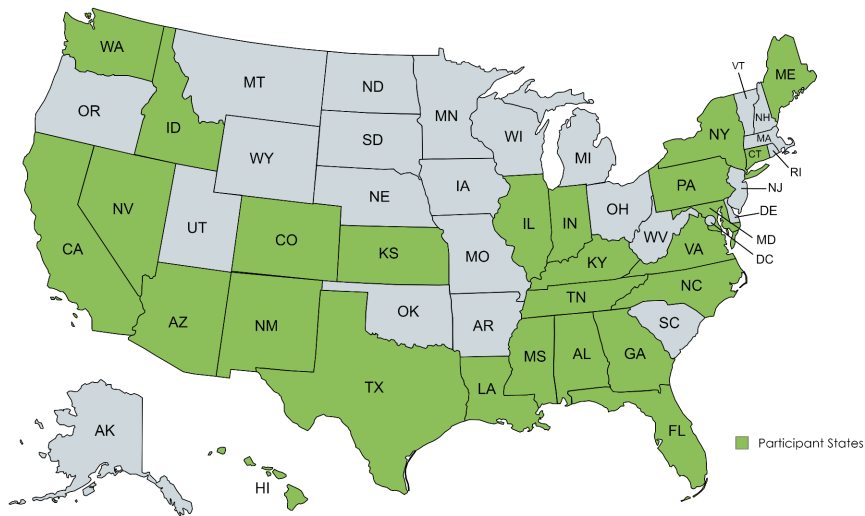 WA
ME
VT
MT
ND
MN
OR
NH
ID
WI
NY
MA
SD
MI
CT
WY
RI
PA
NJ
IA
NE
OH
DE
NV
UT
IL
IN
MD
CO
WV
VA
CA
KS
MO
KY
DC
NC
TN
AZ
NM
OK
AR
SC
MS
AL
GA
TX
LA
AK
FL
Participant States
HI